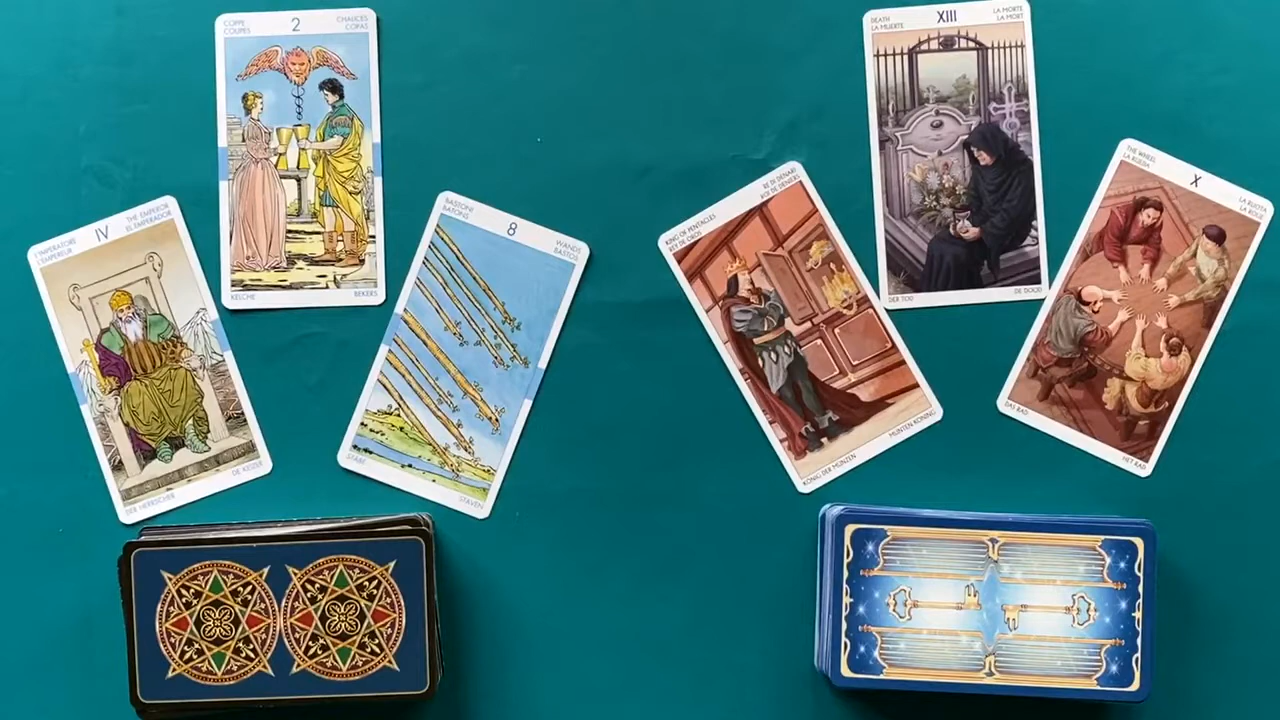 COPPE
COUPES
2
CHALICES
COPAS
KELCHE
BEKERS
L'IMPERATORE
L'EMPEREUR
IV
THE EMPEROR
EL EMPERADOR
DER HERRSCHER
DE KEIZER
BASTONI
BATONS
8
WANDS
BASTOS
STÄBE
STAVEN
KING OF PENTACLES
REY DE OROS
RE DI DENARI
ROI DE DENIERS
KÖNIG DER MÜNZEN
MUNTEN KONING
DEATH
LA MUERTE
XIII
LA MORTE
LA MORT
DER TOD
DE DOOD
THE WHEEL
LA RUEDA
X
LA RUOTA
LA ROUE
DAS RAD
HET RAD